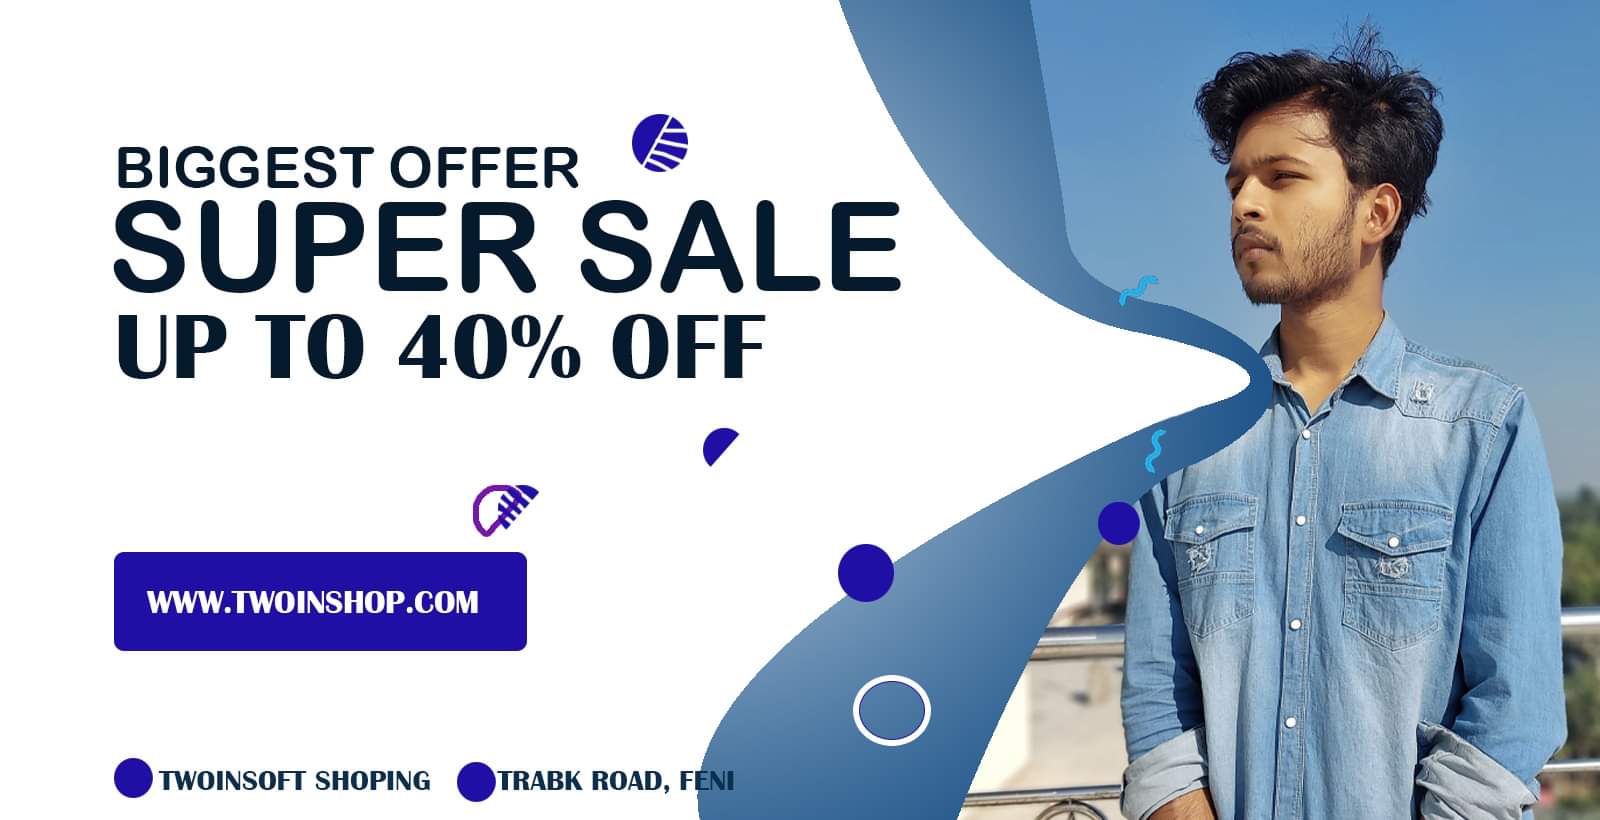 BIGGEST OFFER
SUPER SALE
UP TO 40% OFF
WWW.TWOINSHOP.COM
TWOINSOFT SHOPING
TRABK ROAD, FENI